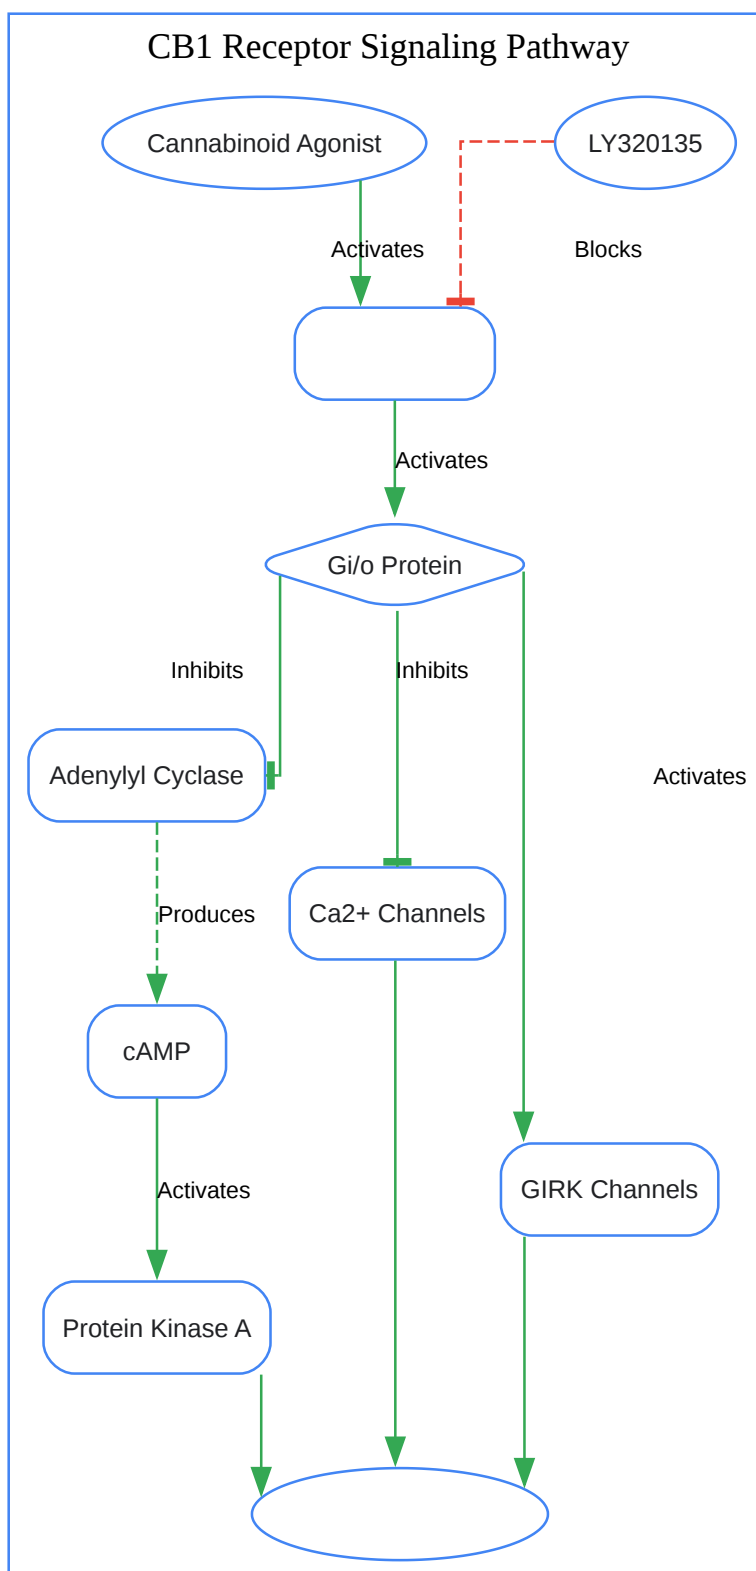 CB1 Receptor Signaling Pathway
Cannabinoid Agonist
LY320135
Activates
Blocks
Activates
Gi/o Protein
Inhibits
Inhibits
Adenylyl Cyclase
Activates
Produces
Ca2+ Channels
cAMP
Activates
GIRK Channels
Protein Kinase A